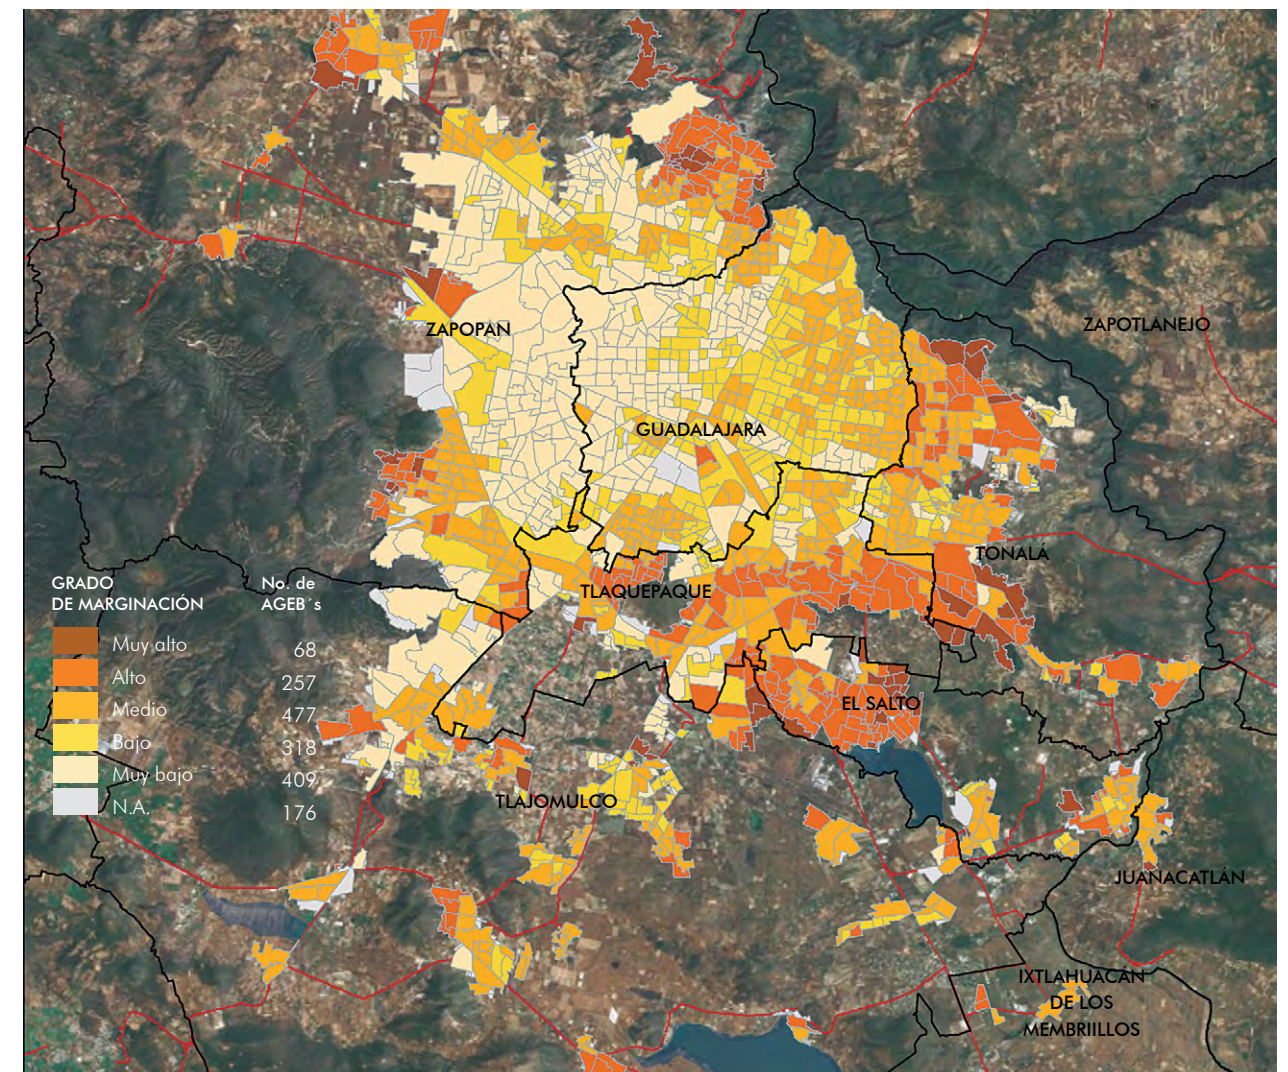 ZAPOPAN
ZAPOTLANEJO
GUADALAJARA
TONALÁ
TLAQUEPAQUE
EL SALTO
TLAJOMULCO
JUANACATLÁN
IXTLAHUACÁN
DE LOS
MEMBRIILLOS
GRADO
DE MARGINACIÓN
No. de
AGEB´s
Muy alto 68
Alto 257
Medio 477
Bajo 318
Muy bajo 409
N.A. 176